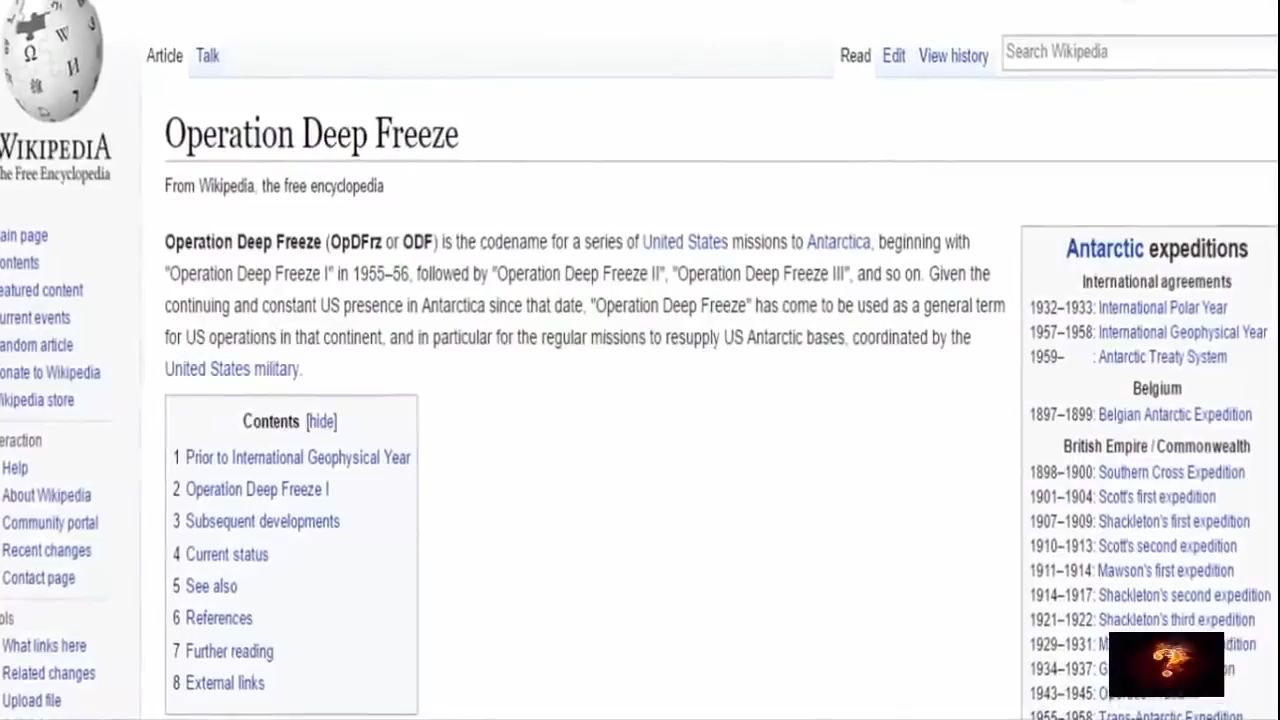 WIKIPEDIA
he Free Encyclopedia
Article Talk
Read Edit View history
Search Wikipedia
Operation Deep Freeze
From Wikipedia, the free encyclopedia
Operation Deep Freeze (OpDFrz or ODF) is the codename for a series of United States missions to Antarctica, beginning with
"Operation Deep Freeze I" in 1955–56, followed by "Operation Deep Freeze II", "Operation Deep Freeze III", and so on. Given the
continuing and constant US presence in Antarctica since that date, "Operation Deep Freeze" has come to be used as a general term
for US operations in that continent, and in particular for the regular missions to resupply US Antarctic bases, coordinated by the
United States military.
Contents [hide]
1 Prior to International Geophysical Year
2 Operation Deep Freeze I
3 Subsequent developments
4 Current status
5 See also
6 References
7 Further reading
8 External links
ain page
ontents
eatured content
urrent events
andom article
onate to Wikipedia
ikipedia store
eraction
Help
About Wikipedia
Community portal
Recent changes
Contact page
ols
What links here
Related changes
Upload file
Antarctic expeditions
International agreements
1932–1933: International Polar Year
1957–1958: International Geophysical Year
1959– : Antarctic Treaty System
Belgium
1897–1899: Belgian Antarctic Expedition
British Empire / Commonwealth
1898–1900: Southern Cross Expedition
1901–1904: Scott's first expedition
1907–1909: Shackleton's first expedition
1910–1913: Scott's second expedition
1911–1914: Mawson's first expedition
1914–1917: Shackleton's second expedition
1921–1922: Shackleton's third expedition
1929–1931: M dition
1934–1937: G on
1943–1945: Op
1955–1958: Trans-Antarctic Expedition